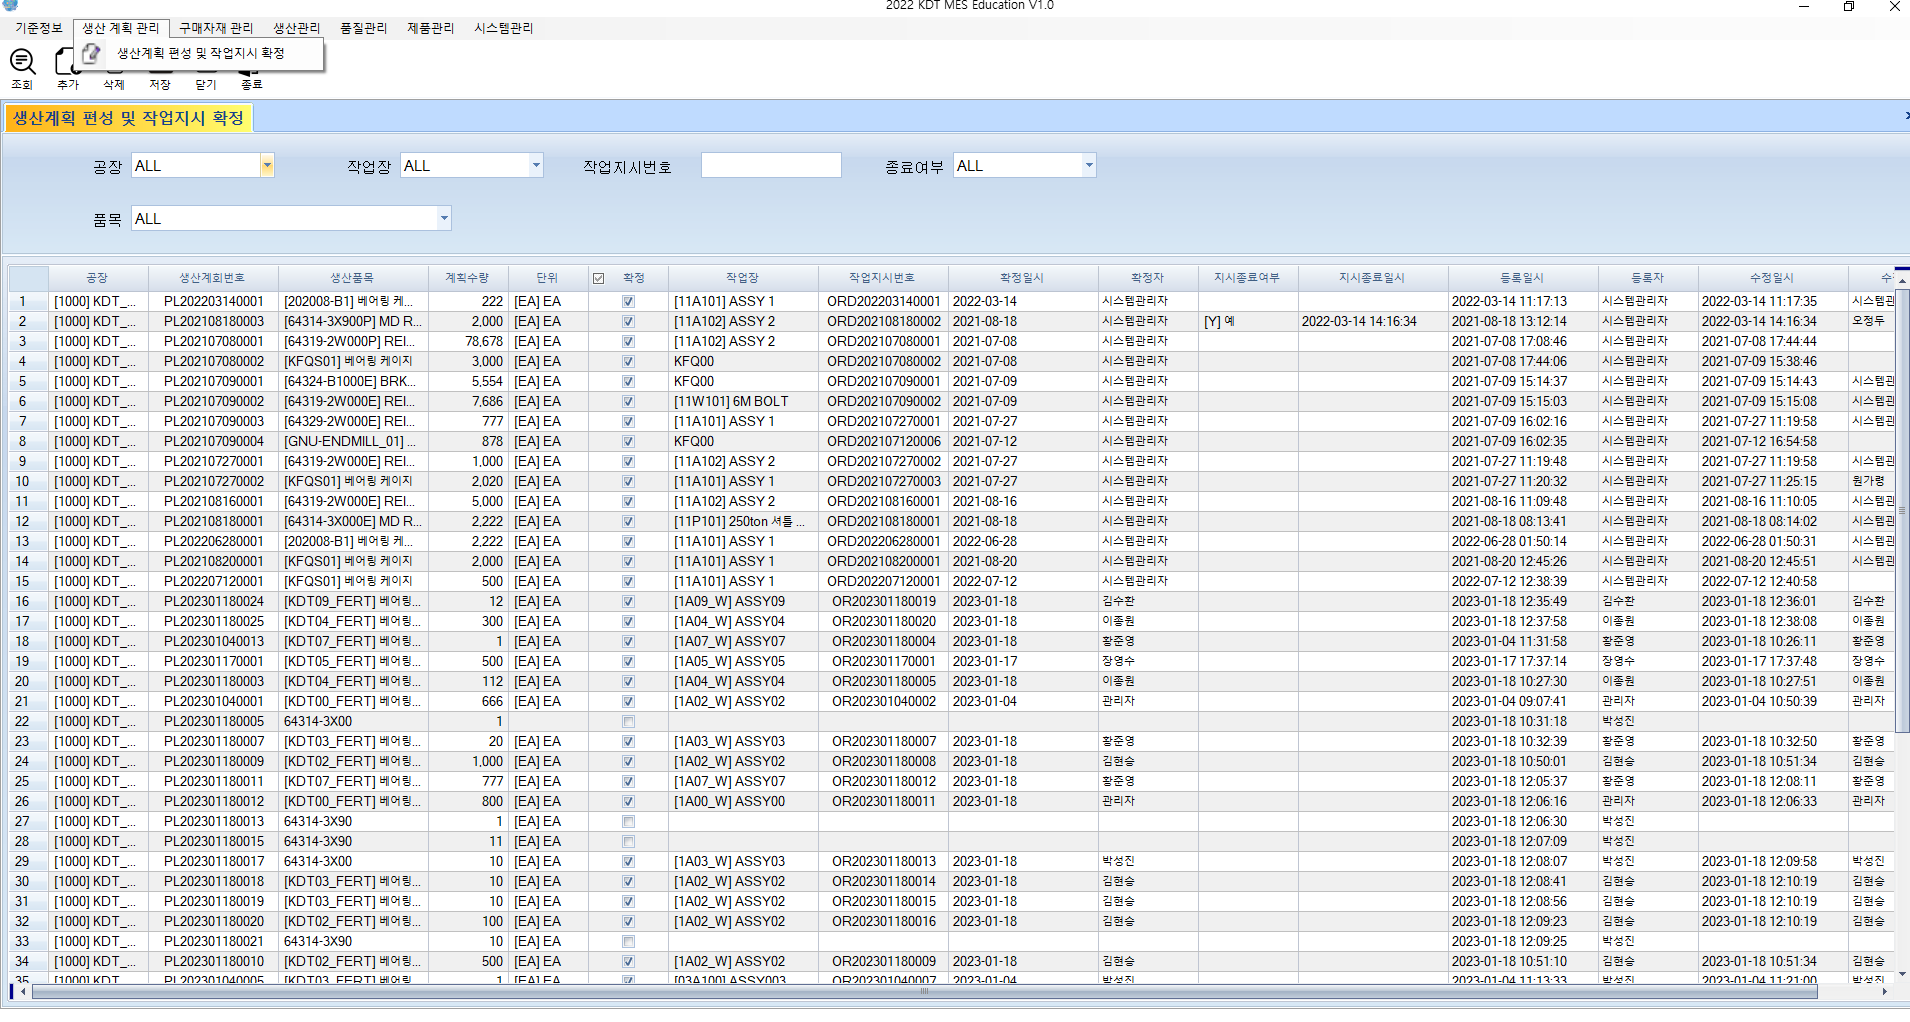 2022 KDT MES Education V1.0
기준정보 생산 계획 관리 구매자재 관리 생산관리 품질관리 제품관리 시스템관리
생산계획 편성 및 작업지시 확정
조회 추가 삭제 저장 닫기 종료
생산계획 편성 및 작업지시 확정
공장 ALL 작업장 ALL 작업지시번호 종료여부 ALL
품목 ALL
공장 생산계회번호 생산품목 계획수량 단위 확정 작업장 작업지시번호 확정일시 확정자 지시종료여부 지시종료일시 등록일시 등록자 수정일시 수
1 [1000] KDT_... PL202203140001 [202008-B1] 베어링 케... 222 [EA] EA [11A101] ASSY 1 ORD202203140001 2022-03-14 시스템관리자 2022-03-14 11:17:13 시스템관리자 2022-03-14 11:17:35 시스템관
2 [1000] KDT_... PL202108180003 [64314-3X900P] MD R... 2,000 [EA] EA [11A102] ASSY 2 ORD202108180002 2021-08-18 시스템관리자 [Y] 예 2022-03-14 14:16:34 2021-08-18 13:12:14 시스템관리자 2022-03-14 14:16:34 오정두
3 [1000] KDT_... PL202107080001 [64319-2W000P] REI... 78,678 [EA] EA [11A102] ASSY 2 ORD202107080001 2021-07-08 시스템관리자 2021-07-08 17:08:46 시스템관리자 2021-07-08 17:44:44
4 [1000] KDT_... PL202107080002 [KFQS01] 베어링 케이지 3,000 [EA] EA KFQ00 ORD202107080002 2021-07-08 시스템관리자 2021-07-08 17:44:06 시스템관리자 2021-07-09 15:38:46
5 [1000] KDT_... PL202107090001 [64324-B1000E] BRK... 5,554 [EA] EA KFQ00 ORD202107090001 2021-07-09 시스템관리자 2021-07-09 15:14:37 시스템관리자 2021-07-09 15:14:43 시스템관
6 [1000] KDT_... PL202107090002 [64319-2W000E] REI... 7,686 [EA] EA [11W101] 6M BOLT ORD202107090002 2021-07-09 시스템관리자 2021-07-09 15:15:03 시스템관리자 2021-07-09 15:15:08 시스템관
7 [1000] KDT_... PL202107090003 [64329-2W000E] REI... 777 [EA] EA [11A101] ASSY 1 ORD202107270001 2021-07-27 시스템관리자 2021-07-09 16:02:16 시스템관리자 2021-07-27 11:19:58 시스템관
8 [1000] KDT_... PL202107090004 [GNU-ENDMILL_01] ... 878 [EA] EA KFQ00 ORD202107120006 2021-07-12 시스템관리자 2021-07-09 16:02:35 시스템관리자 2021-07-12 16:54:58
9 [1000] KDT_... PL202107270001 [64319-2W000E] REI... 1,000 [EA] EA [11A102] ASSY 2 ORD202107270002 2021-07-27 시스템관리자 2021-07-27 11:19:48 시스템관리자 2021-07-27 11:19:58 시스템관
10 [1000] KDT_... PL202107270002 [KFQS01] 베어링 케이지 2,020 [EA] EA [11A101] ASSY 1 ORD202107270003 2021-07-27 시스템관리자 2021-07-27 11:20:32 시스템관리자 2021-07-27 11:25:15 원가령
11 [1000] KDT_... PL202108160001 [64319-2W000E] REI... 5,000 [EA] EA [11A102] ASSY 2 ORD202108160001 2021-08-16 시스템관리자 2021-08-16 11:09:48 시스템관리자 2021-08-16 11:10:05 시스템관
12 [1000] KDT_... PL202108180001 [64314-3X000E] MD R... 2,222 [EA] EA [11P101] 250ton 셔틀 ... ORD202108180001 2021-08-18 시스템관리자 2021-08-18 08:13:41 시스템관리자 2021-08-18 08:14:02 시스템관
13 [1000] KDT_... PL202206280001 [202008-B1] 베어링 케... 2,222 [EA] EA [11A101] ASSY 1 ORD202206280001 2022-06-28 시스템관리자 2022-06-28 01:50:14 시스템관리자 2022-06-28 01:50:31 시스템관
14 [1000] KDT_... PL202108200001 [KFQS01] 베어링 케이지 2,000 [EA] EA [11A101] ASSY 1 ORD202108200001 2021-08-20 시스템관리자 2021-08-20 12:45:26 시스템관리자 2021-08-20 12:45:51 시스템관
15 [1000] KDT_... PL202207120001 [KFQS01] 베어링 케이지 500 [EA] EA [11A101] ASSY 1 ORD202207120001 2022-07-12 시스템관리자 2022-07-12 12:38:39 시스템관리자 2022-07-12 12:40:58
16 [1000] KDT_... PL202301180024 [KDT09_FERT] 베어링... 12 [EA] EA [1A09_W] ASSY09 OR202301180019 2023-01-18 김수환 2023-01-18 12:35:49 김수환 2023-01-18 12:36:01 김수환
17 [1000] KDT_... PL202301180025 [KDT04_FERT] 베어링... 300 [EA] EA [1A04_W] ASSY04 OR202301180020 2023-01-18 이종원 2023-01-18 12:37:58 이종원 2023-01-18 12:38:08 이종원
18 [1000] KDT_... PL202301040013 [KDT07_FERT] 베어링... 1 [EA] EA [1A07_W] ASSY07 OR202301180004 2023-01-18 황준영 2023-01-04 11:31:58 황준영 2023-01-18 10:26:11 황준영
19 [1000] KDT_... PL202301170001 [KDT05_FERT] 베어링... 500 [EA] EA [1A05_W] ASSY05 OR202301170001 2023-01-17 장영수 2023-01-17 17:37:14 장영수 2023-01-17 17:37:48 장영수
20 [1000] KDT_... PL202301180003 [KDT04_FERT] 베어링... 112 [EA] EA [1A04_W] ASSY04 OR202301180005 2023-01-18 이종원 2023-01-18 10:27:30 이종원 2023-01-18 10:27:51 이종원
21 [1000] KDT_... PL202301040001 [KDT00_FERT] 베어링... 666 [EA] EA [1A02_W] ASSY02 OR202301040002 2023-01-04 관리자 2023-01-04 09:07:41 관리자 2023-01-04 10:50:39 관리자
22 [1000] KDT_... PL202301180005 64314-3X00 1 2023-01-18 10:31:18 박성진
23 [1000] KDT_... PL202301180007 [KDT03_FERT] 베어링... 20 [EA] EA [1A03_W] ASSY03 OR202301180007 2023-01-18 황준영 2023-01-18 10:32:39 황준영 2023-01-18 10:32:50 황준영
24 [1000] KDT_... PL202301180009 [KDT02_FERT] 베어링... 1,000 [EA] EA [1A02_W] ASSY02 OR202301180008 2023-01-18 김현승 2023-01-18 10:50:01 김현승 2023-01-18 10:51:34 김현승
25 [1000] KDT_... PL202301180011 [KDT07_FERT] 베어링... 777 [EA] EA [1A07_W] ASSY07 OR202301180012 2023-01-18 황준영 2023-01-18 12:05:37 황준영 2023-01-18 12:08:11 황준영
26 [1000] KDT_... PL202301180012 [KDT00_FERT] 베어링... 800 [EA] EA [1A00_W] ASSY00 OR202301180011 2023-01-18 관리자 2023-01-18 12:06:16 관리자 2023-01-18 12:06:33 관리자
27 [1000] KDT_... PL202301180013 64314-3X90 1 [EA] EA 2023-01-18 12:06:30 박성진
28 [1000] KDT_... PL202301180015 64314-3X90 11 [EA] EA 2023-01-18 12:07:09 박성진
29 [1000] KDT_... PL202301180017 64314-3X00 10 [EA] EA [1A03_W] ASSY03 OR202301180013 2023-01-18 박성진 2023-01-18 12:08:07 박성진 2023-01-18 12:09:58 박성진
30 [1000] KDT_... PL202301180018 [KDT03_FERT] 베어링... 10 [EA] EA [1A02_W] ASSY02 OR202301180014 2023-01-18 김현승 2023-01-18 12:08:41 김현승 2023-01-18 12:10:19 김현승
31 [1000] KDT_... PL202301180019 [KDT03_FERT] 베어링... 10 [EA] EA [1A02_W] ASSY02 OR202301180015 2023-01-18 김현승 2023-01-18 12:08:56 김현승 2023-01-18 12:10:19 김현승
32 [1000] KDT_... PL202301180020 [KDT02_FERT] 베어링... 100 [EA] EA [1A02_W] ASSY02 OR202301180016 2023-01-18 김현승 2023-01-18 12:09:23 김현승 2023-01-18 12:10:19 김현승
33 [1000] KDT_... PL202301180021 64314-3X90 10 [EA] EA 2023-01-18 12:09:25 박성진
34 [1000] KDT_... PL202301180010 [KDT02_FERT] 베어링... 500 [EA] EA [1A02_W] ASSY02 OR202301180009 2023-01-18 김현승 2023-01-18 10:51:10 김현승 2023-01-18 10:51:34 김현승
35 [1000] KDT_... PL202301040005 [KDT03_FERT] 베어링... 1 [EA] EA [03A100] ASSY003 OR202301040007 2023-01-04 박성진 2023-01-04 11:13:33 박성진 2023-01-04 11:21:00 박성진